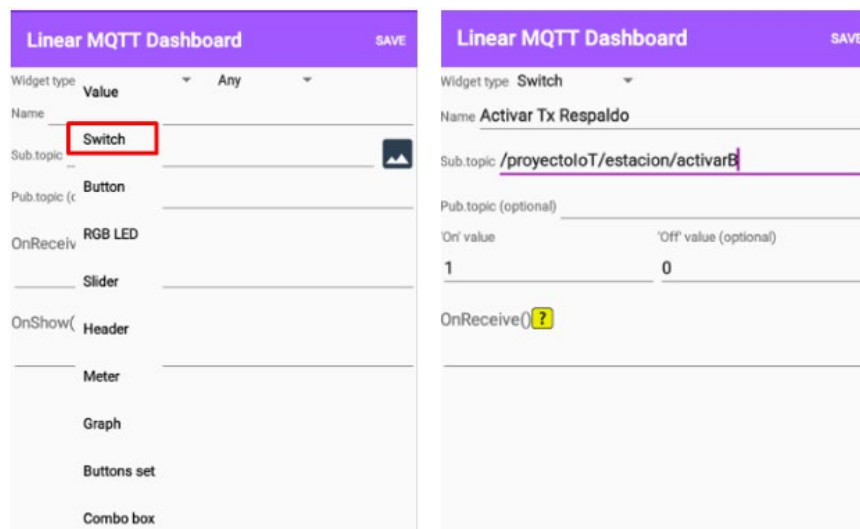 Linear MQTT Dashboard SAVE
Widget type Any
Value
Name
Switch
Sub.topic
Button
Pub.topic (c
RGB LED
OnReceiv
Slider
OnShow(
Header
Meter
Graph
Buttons set
Combo box
Linear MQTT Dashboard SAVE
Widget type Switch
Name Activar Tx Respaldo
Sub.topic /proyectoIoT/estacion/activarB
Pub.topic (optional)
'On' value 'Off' value (optional)
1 0
OnReceive() ?